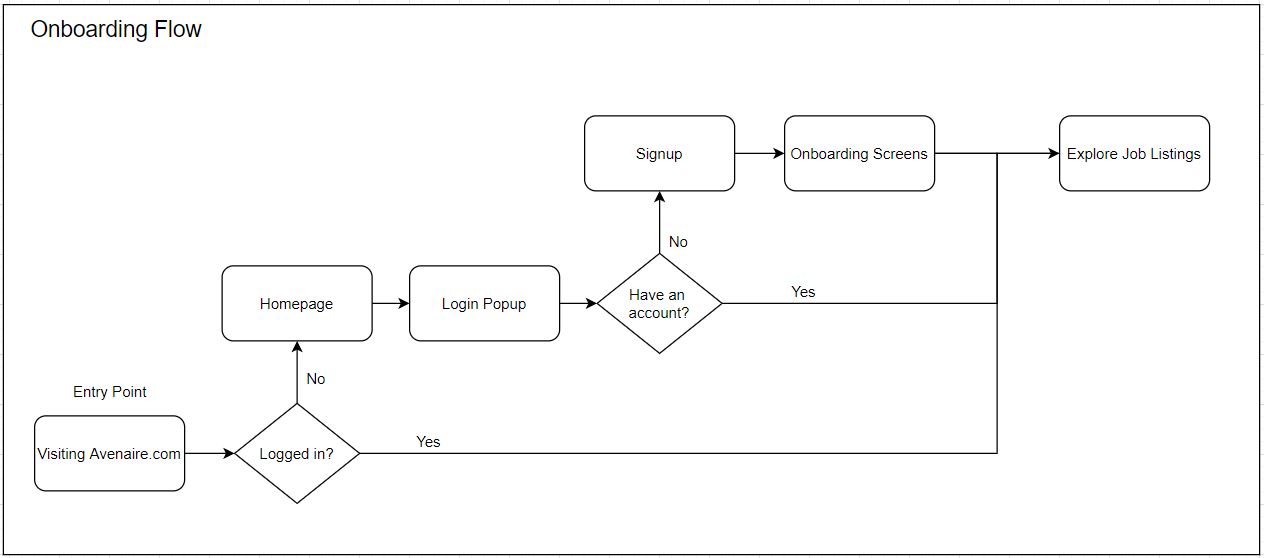 Onboarding Flow
Signup
Onboarding Screens
Explore Job Listings
No
Homepage
Login Popup
Have an
account?
Yes
No
Entry Point
Visiting Avenaire.com
Logged in?
Yes